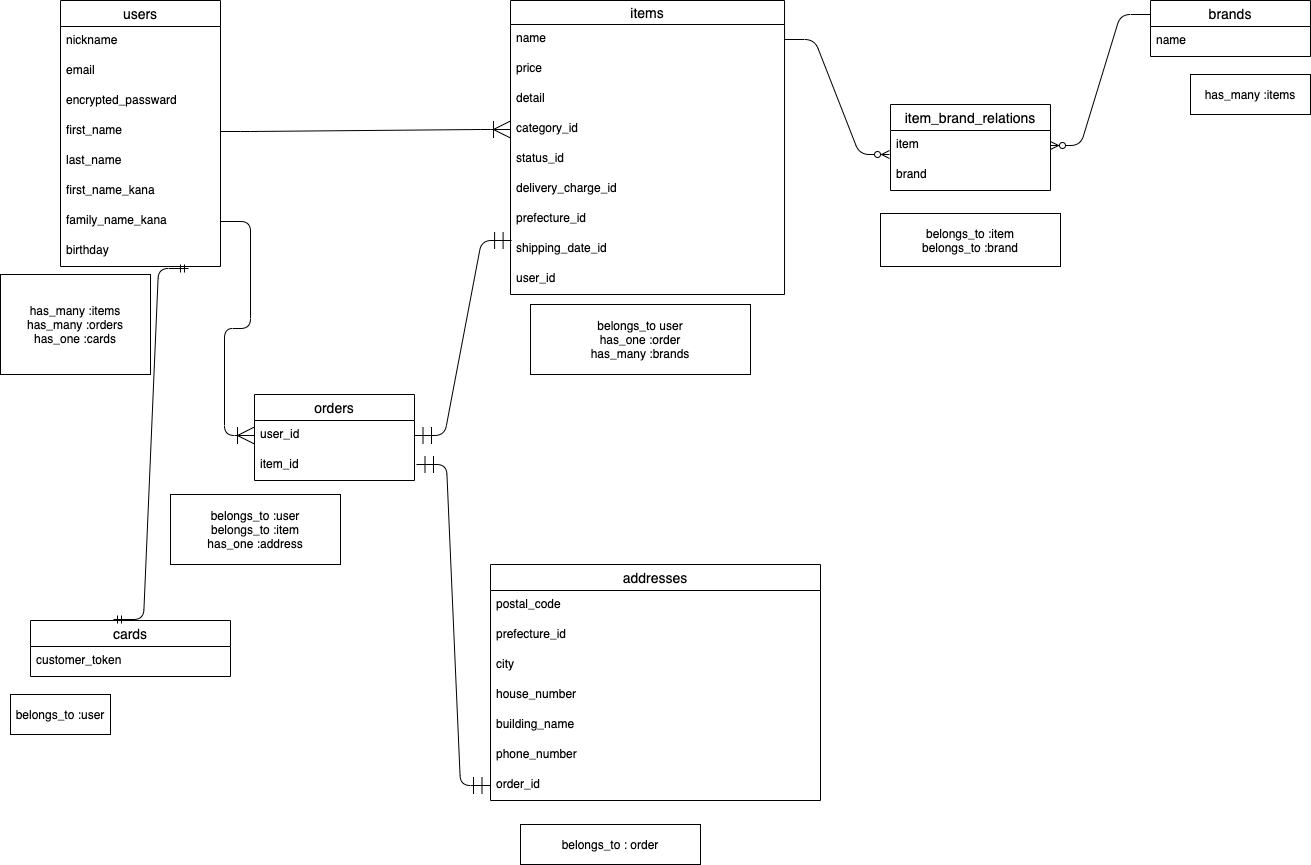 users
nickname
email
encrypted_passward
first_name
last_name
first_name_kana
family_name_kana
birthday
has_many :items
has_many :orders
has_one :cards
items
name
price
detail
category_id
status_id
delivery_charge_id
prefecture_id
shipping_date_id
user_id
belongs_to user
has_one :order
has_many :brands
brands
name
has_many :items
item_brand_relations
item
brand
belongs_to :item
belongs_to :brand
orders
user_id
item_id
belongs_to :user
belongs_to :item
has_one :address
cards
customer_token
belongs_to :user
addresses
postal_code
prefecture_id
city
house_number
building_name
phone_number
order_id
belongs_to : order